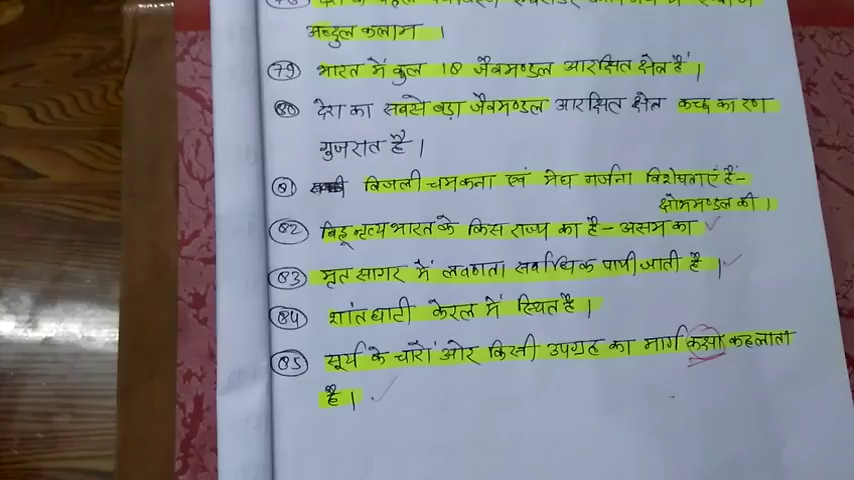 अब्दुल कलाम ।
79 भारत में कुल 18 जैवमण्डल आरक्षित क्षेत्र हैं ।
80 देश का सबसे बड़ा जैवमण्डल आरक्षित क्षेत्र कच्छ का रण
गुजरात है ।
बिजली चमकना एवं मेघ गर्जना विशेषताएं हैं-
क्षोभमण्डल की ।
82 बिहू नृत्य भारत के किस राज्य का है - असम का
83 मृत सागर में लवणता सर्वाधिक पायी जाती है ।
84 शांतघाटी केरल में स्थित है ।
85 सूर्य के चारों ओर किसी उपग्रह का मार्ग कक्षा कहलाता
है ।